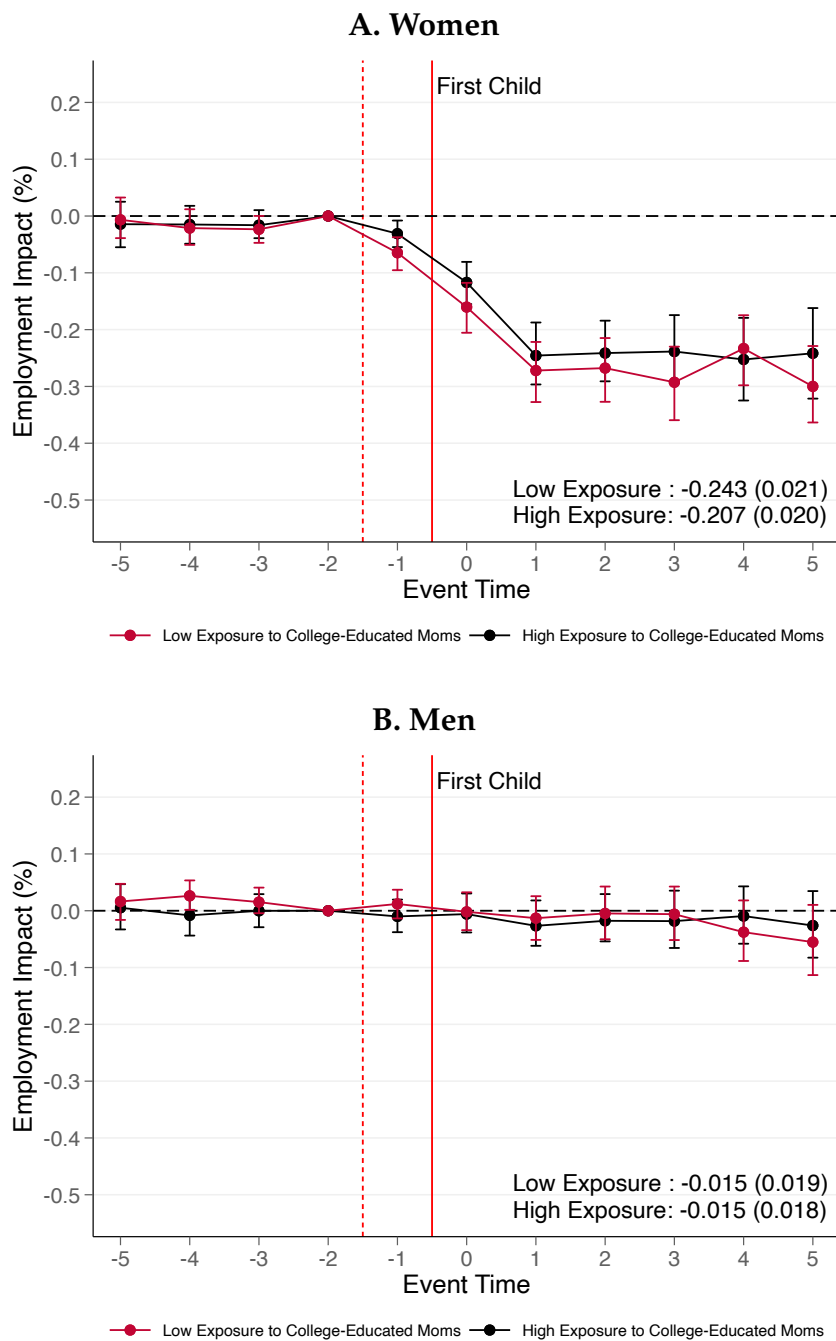 A. Women
First Child
0.2
0.1
0.0
-0.1
-0.2
-0.3
-0.4
-0.5
Employment Impact (%)
Low Exposure : -0.243 (0.021)
High Exposure: -0.207 (0.020)
-5 -4 -3 -2 -1 0 1 2 3 4 5
Event Time
Low Exposure to College-Educated Moms High Exposure to College-Educated Moms
B. Men
First Child
0.2
0.1
0.0
-0.1
-0.2
-0.3
-0.4
-0.5
Employment Impact (%)
Low Exposure : -0.015 (0.019)
High Exposure: -0.015 (0.018)
-5 -4 -3 -2 -1 0 1 2 3 4 5
Event Time
Low Exposure to College-Educated Moms High Exposure to College-Educated Moms